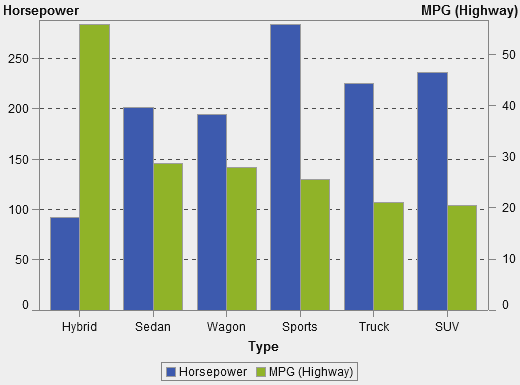 Horsepower MPG (Highway)
250 50
200 40
150 30
100 20
50 10
0 0
Hybrid Sedan Wagon Sports Truck SUV
Type
Horsepower MPG (Highway)